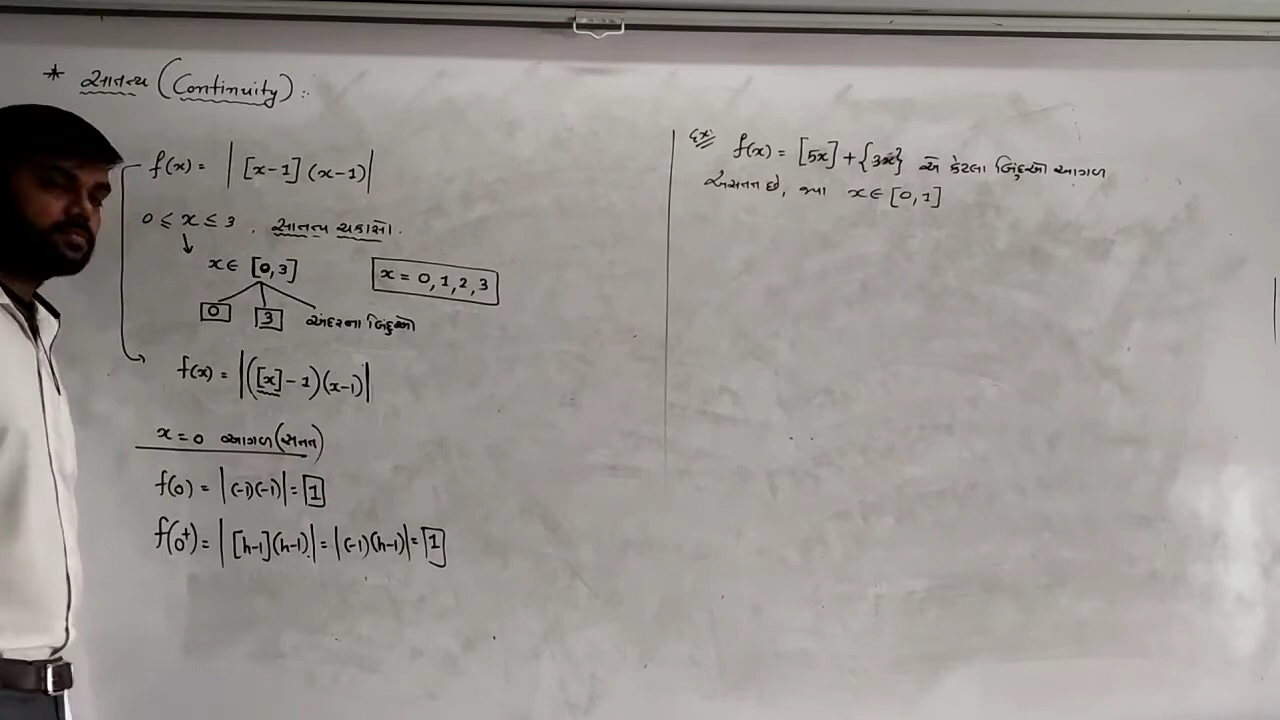 * સાતત્ય (Continuity) :.
f(x) = | [x-1] (x-1) |
0 ≤ x ≤ 3 , સાતત્ય ચકાસો.
x ∈ [0,3]
x = 0, 1, 2, 3
0 3 અંદરના બિંદુઓ
f(x) = | ([x] - 1) (x-1) |
x = 0 આગળ (સતત)
f(0) = | (-1)(-1) | = 1
f(0⁺) = | [h-1](h-1) | = | (-1)(h-1) | = 1
Ex: f(x) = [5x] + {3x} એ કેટલા બિંદુઓ આગળ
અસતત છે, જ્યાં x ∈ [0, 1]